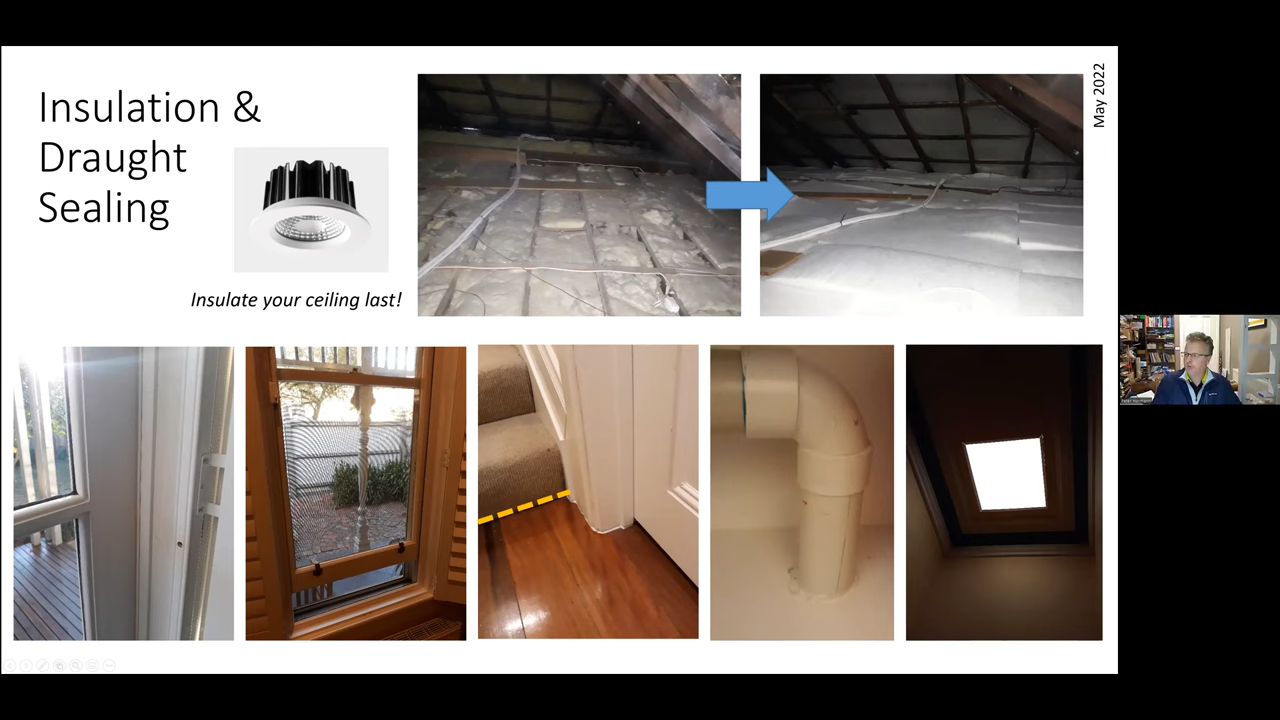 Insulation &
Draught
Sealing
Insulate your ceiling last!
May 2022